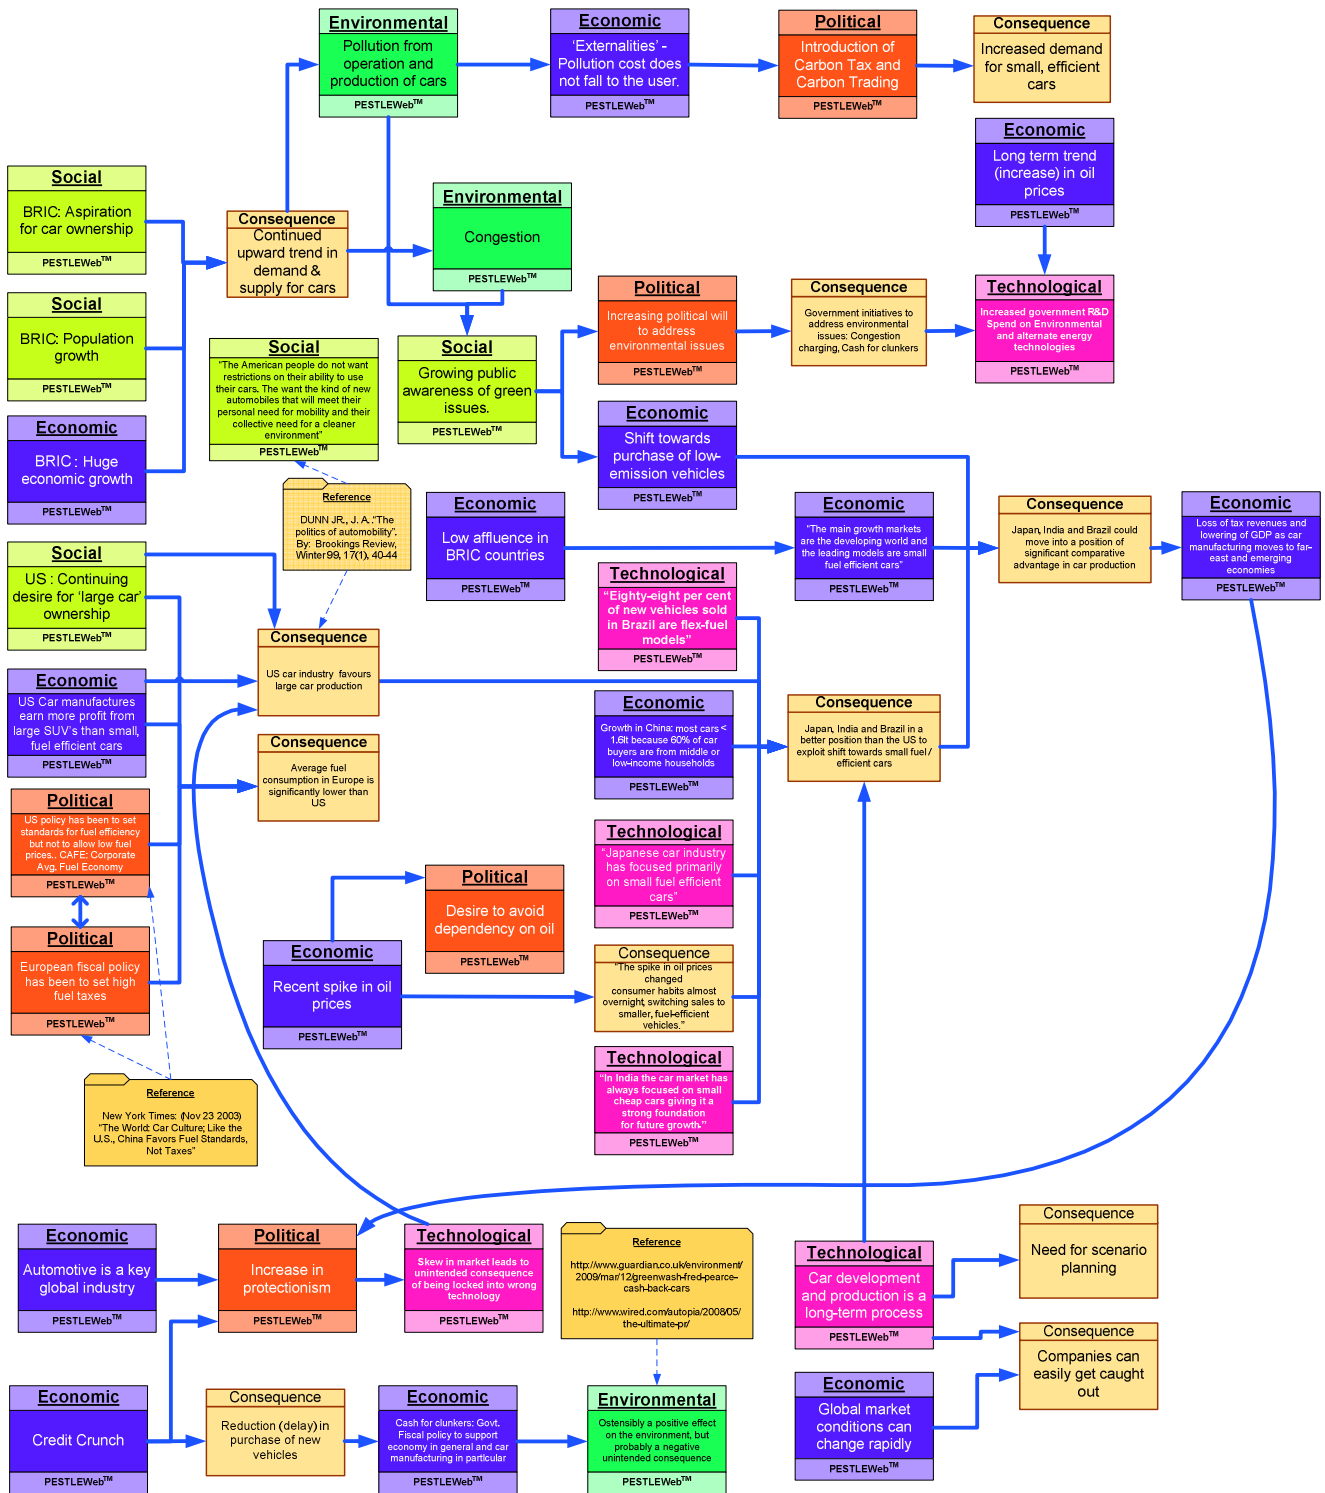 Environmental
Pollution from
operation and
production of cars
PESTLEWeb™
Economic
‘Externalities’ -
Pollution cost does
not fall to the user.
PESTLEWeb™
Political
Introduction of
Carbon Tax and
Carbon Trading
PESTLEWeb™
Consequence
Increased demand
for small, efficient
cars
Economic
Long term trend
(increase) in oil
prices
PESTLEWeb™
Social
BRIC: Aspiration
for car ownership
PESTLEWeb™
Consequence
Continued
upward trend in
demand &
supply for cars
Environmental
Congestion
PESTLEWeb™
Social
BRIC: Population
growth
PESTLEWeb™
Political
Increasing political will
to address
environmental issues
PESTLEWeb™
Consequence
Government initiatives to
address environmental
issues: Congestion
charging, Cash for clunkers
Technological
Increased government R&D
Spend on Environmental
and alternate energy
technologies
PESTLEWeb™
Social
"The American people do not want
restrictions on their ability to use
their cars. The want the kind of new
automobiles that will meet their
personal need for mobility and their
collective need for a cleaner
environment”
PESTLEWeb™
Social
Growing public
awareness of green
issues.
PESTLEWeb™
Economic
BRIC : Huge
economic growth
PESTLEWeb™
Economic
Shift towards
purchase of low-
emission vehicles
PESTLEWeb™
Reference
DUNN JR., J. A. .“The
politics of automobility”.
By: Brookings Review,
Winter99, 17(1), 40-44
Economic
Low affluence in
BRIC countries
PESTLEWeb™
Economic
“The main growth markets
are the developing world and
the leading models are small
fuel efficient cars”
PESTLEWeb™
Consequence
Japan, India and Brazil could
move into a position of
significant comparative
advantage in car production
Economic
Loss of tax revenues and
lowering of GDP as car
manufacturing moves to far-
east and emerging
economies
PESTLEWeb™
Social
US : Continuing
desire for ‘large car’
ownership
PESTLEWeb™
Technological
“Eighty-eight per cent
of new vehicles sold
in Brazil are flex-fuel
models”
PESTLEWeb™
Consequence
US car industry favours
large car production
Economic
US Car manufactures
earn more profit from
large SUV’s than small,
fuel efficient cars
PESTLEWeb™
Economic
Growth in China: most cars <
1.6lt because 60% of car
buyers are from middle or
low-income households
PESTLEWeb™
Consequence
Japan, India and Brazil in a
better position than the US to
exploit shift towards small fuel /
efficient cars
Consequence
Average fuel
consumption in Europe is
significantly lower than
US
Political
US policy has been to set
standards for fuel efficiency
but not to allow low fuel
prices.. CAFE: Corporate
Avg. Fuel Economy
PESTLEWeb™
Technological
“Japanese car industry
has focused primarily
on small fuel efficient
cars”
PESTLEWeb™
Political
Desire to avoid
dependency on oil
PESTLEWeb™
Political
European fiscal policy
has been to set high
fuel taxes
PESTLEWeb™
Economic
Recent spike in oil
prices
PESTLEWeb™
Consequence
“The spike in oil prices
changed
consumer habits almost
overnight, switching sales to
smaller, fuel-efficient
vehicles.”
Technological
“In India the car market has
always focused on small
cheap cars giving it a
strong foundation
for future growth.”
PESTLEWeb™
Reference
New York Times: (Nov 23 2003)
“The World: Car Culture; Like the
U.S., China Favors Fuel Standards,
Not Taxes”
Economic
Automotive is a key
global industry
PESTLEWeb™
Political
Increase in
protectionism
PESTLEWeb™
Technological
Skew in market leads to
unintended consequence
of being locked into wrong
technology
PESTLEWeb™
Reference
http://www.guardian.co.uk/environment/
2009/mar/12/greenwash-fred-pearce-
cash-back-cars
http://www.wired.com/autopia/2008/05/
the-ultimate-pr/
Technological
Car development
and production is a
long-term process
PESTLEWeb™
Consequence
Need for scenario
planning
Consequence
Companies can
easily get caught
out
Economic
Credit Crunch
PESTLEWeb™
Consequence
Reduction (delay) in
purchase of new
vehicles
Economic
Cash for clunkers: Govt.
Fiscal policy to support
economy in general and car
manufacturing in particular
PESTLEWeb™
Environmental
Ostensibly a positive effect
on the environment, but
probably a negative
unintended consequence
PESTLEWeb™
Economic
Global market
conditions can
change rapidly
PESTLEWeb™